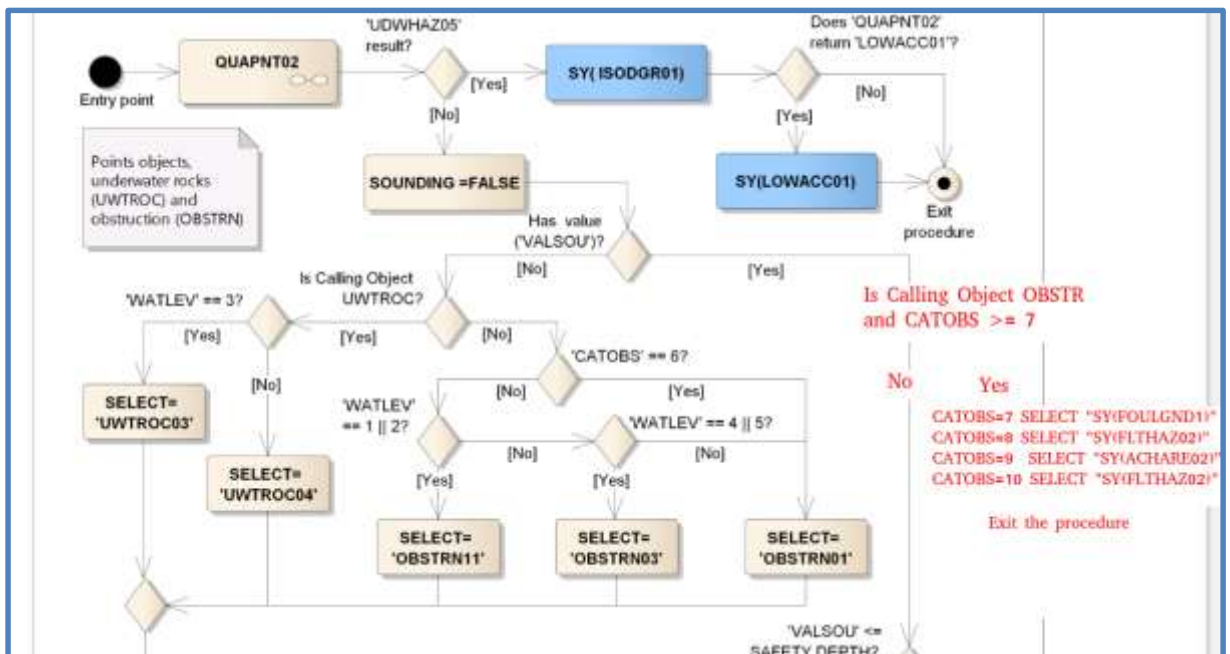 'UDWHAZ05'
result?
Does 'QUAPNT02'
return 'LOWACC01'?
QUAPNT02
SY( ISODGR01)
[Yes]
[No]
Entry point
[No]
[Yes]
Points objects,
underwater rocks
(UWTROC) and
obstruction (OBSTRN)
SOUNDING =FALSE
SY(LOWACC01)
Exit
procedure
Has value
('VALSOU')?
[No]
[Yes]
Is Calling Object
UWTROC?
'WATLEV' == 3?
[Yes]
[Yes]
[No]
Is Calling Object OBSTR
and CATOBS >= 7
'CATOBS' == 6?
[No]
[No]
[Yes]
No
Yes
SELECT=
'UWTROC03'
'WATLEV'
== 1 || 2?
'WATLEV' == 4 || 5?
[No]
[No]
CATOBS=7 SELECT "SY(FOULGND1)"
CATOBS=8 SELECT "SY(FLTHAZ02)"
CATOBS=9 SELECT "SY(ACHARE02)"
CATOBS=10 SELECT "SY(FLTHAZ02)"
SELECT=
'UWTROC04'
[Yes]
[Yes]
Exit the procedure
SELECT=
'OBSTRN11'
SELECT=
'OBSTRN03'
SELECT=
'OBSTRN01'
'VALSOU' <=
SAFETY DEPTH?